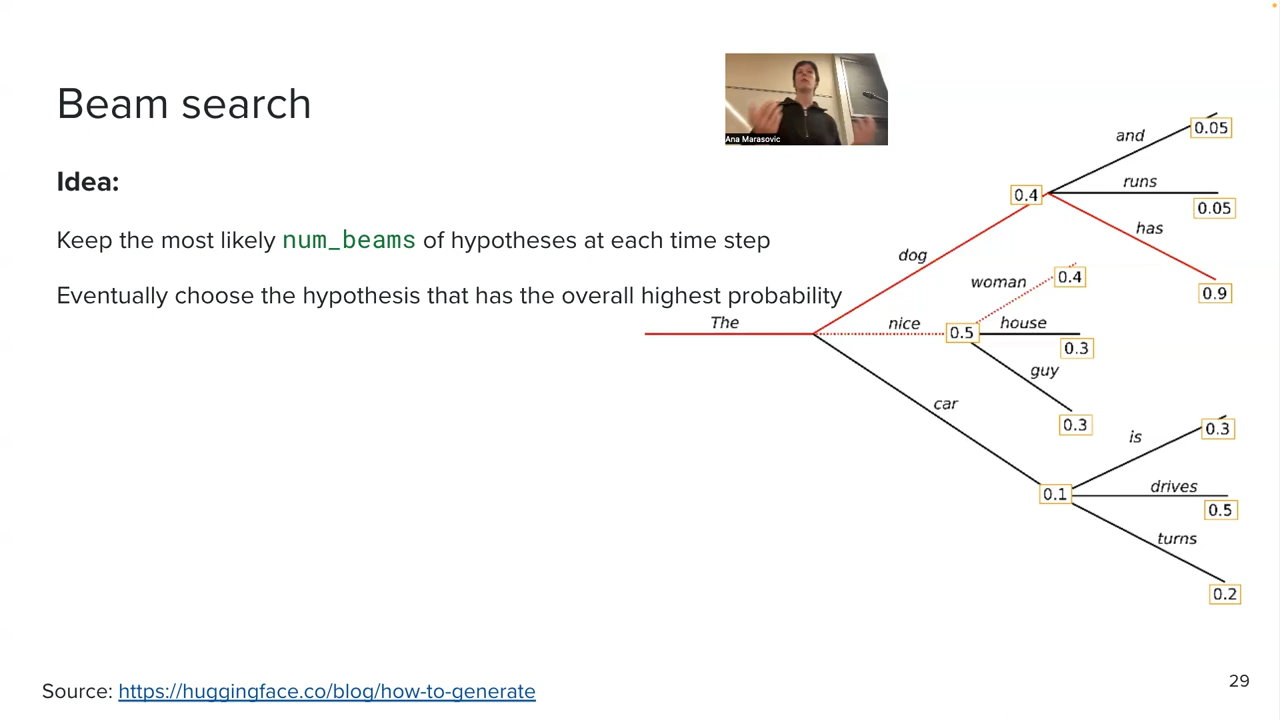 Beam search
Ana Marasovic
Idea:
Keep the most likely num_beams of hypotheses at each time step
Eventually choose the hypothesis that has the overall highest probability
and
0.05
runs
0.4
0.05
has
dog
woman
0.4
0.9
The
nice
0.5
house
0.3
guy
car
0.3
is
0.3
drives
0.1
0.5
turns
0.2
Source: https://huggingface.co/blog/how-to-generate
29